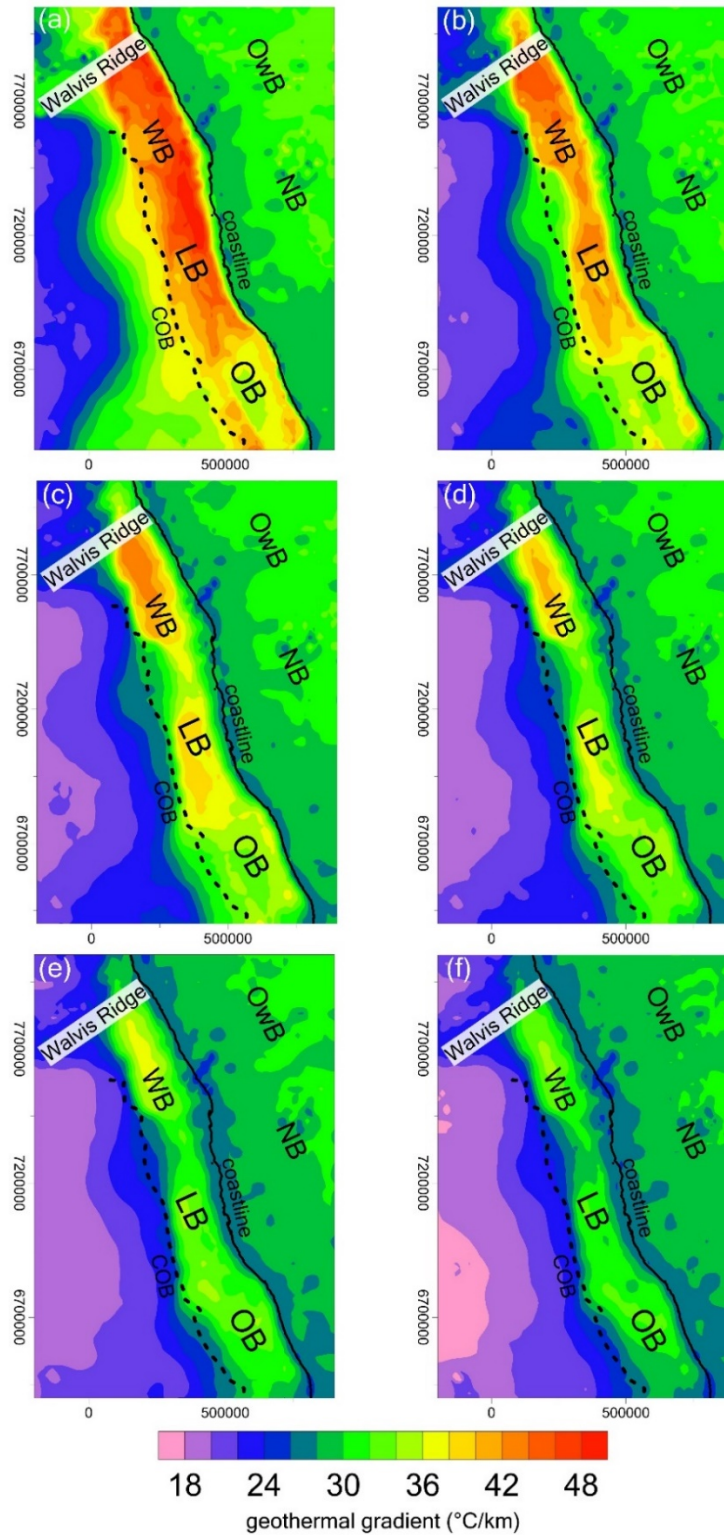 (a)
Walvis Ridge
OwB
WB
NB
LB
coastline
COB
OB
7700000
7200000
6700000
0 500000
(b)
Walvis Ridge
OwB
WB
NB
LB
coastline
COB
OB
7700000
7200000
6700000
0 500000
(c)
Walvis Ridge
OwB
WB
NB
LB
coastline
COB
OB
7700000
7200000
6700000
0 500000
(d)
Walvis Ridge
OwB
WB
NB
LB
coastline
COB
OB
7700000
7200000
6700000
0 500000
(e)
Walvis Ridge
OwB
WB
NB
LB
coastline
COB
OB
7700000
7200000
6700000
0 500000
(f)
Walvis Ridge
OwB
WB
NB
LB
coastline
COB
OB
7700000
7200000
6700000
0 500000
18 24 30 36 42 48
geothermal gradient (°C/km)